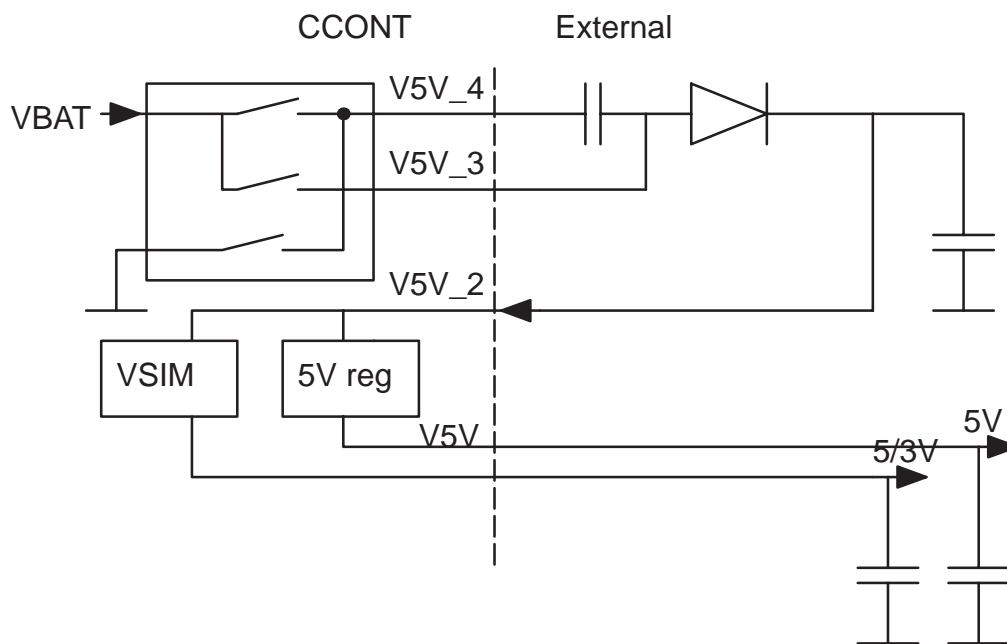 CCONT External
V5V_4
VBAT
V5V_3
V5V_2
VSIM 5V reg
5V
V5V
5/3V